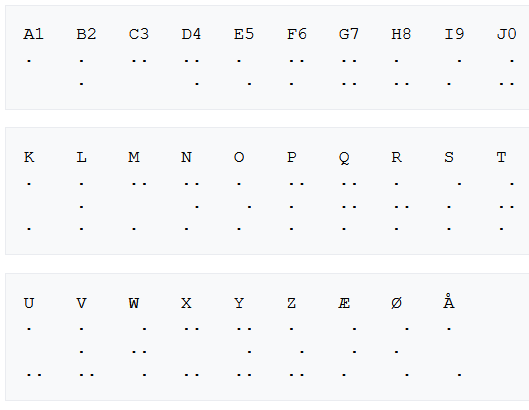 A1 B2 C3 D4 E5 F6 G7 H8 I9 J0
. . .. .. . .. .. . . .
. . . . .. .. . ..
K L M N O P Q R S T
. . .. .. . .. .. . . .
. . . . .. .. . ..
. . . . . . . . . .
U V W X Y Z Æ Ø Å
. . . .. .. . . . .
. .. . . . .
.. .. . .. .. .. . . .